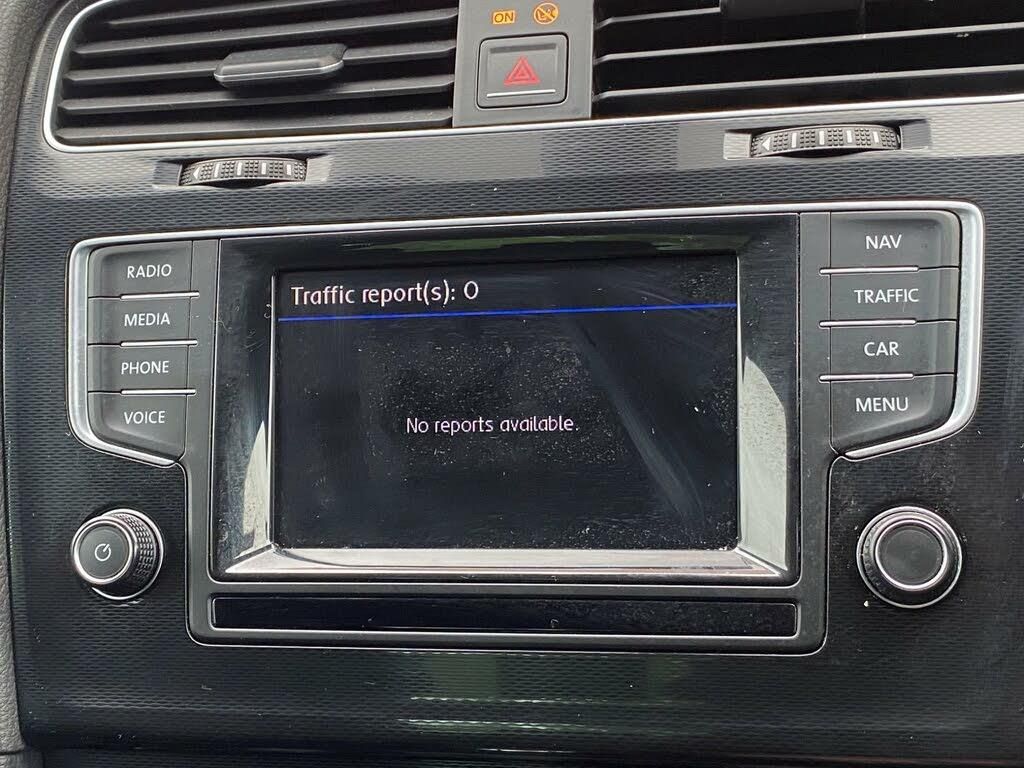 ON
RADIO
MEDIA
PHONE
VOICE
Traffic report(s): 0
No reports available.
NAV
TRAFFIC
CAR
MENU